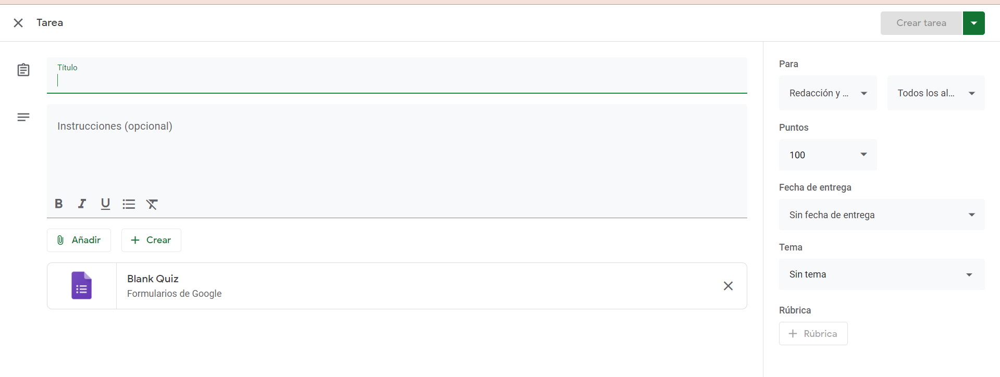 Tarea
Crear tarea
Título
Instrucciones (opcional)
B I U
Añadir
Crear
Blank Quiz
Formularios de Google
Para
Redacción y ...
Todos los al...
Puntos
100
Fecha de entrega
Sin fecha de entrega
Tema
Sin tema
Rúbrica
Rúbrica